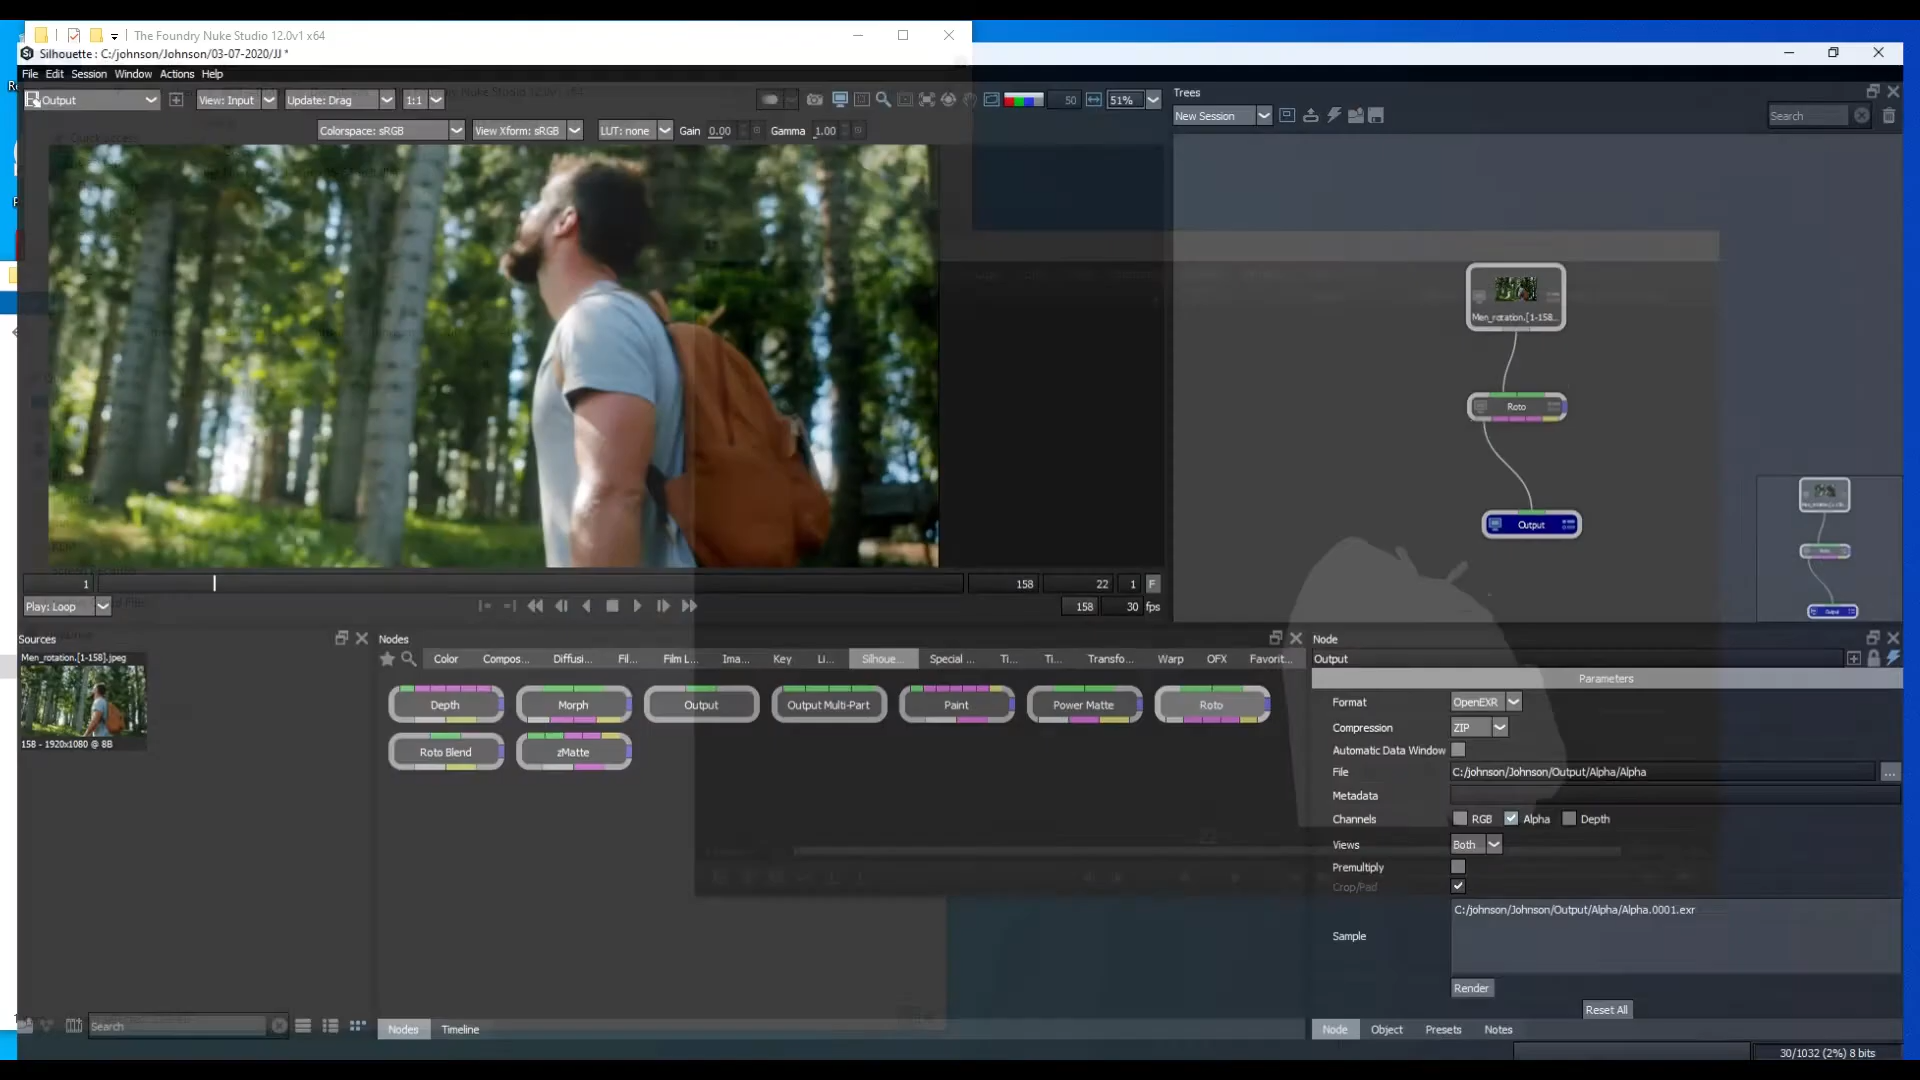 The Foundry Nuke Studio 12.0v1 x64
Silhouette : C:/johnson/Johnson/03-07-2020/JJ *
File Edit Session Window Actions Help
Output View: Input Update: Drag 1:1 50 51%
Colorspace: sRGB View Xform: sRGB LUT: none Gain 0.00 Gamma 1.00
Trees
New Session Search
Men_rotation.[1-158...
Roto
Output
1 158 22 1 F
Play: Loop 158 30 fps
Sources
Men_rotation.[1-158].jpeg
158 - 1920x1080 @ 8B
Search
Nodes
Color Compos... Diffusi... Fil... Film L... Ima... Key Li... Silhoue... Special ... Ti... Ti... Transfo... Warp OFX Favorit...
Depth Morph Output Output Multi-Part Paint Power Matte Roto
Roto Blend zMatte
Nodes Timeline
Node
Output
Parameters
Format OpenEXR
Compression ZIP
Automatic Data Window
File C:/johnson/Johnson/Output/Alpha/Alpha ...
Metadata
Channels RGB Alpha Depth
Views Both
Premultiply
Crop/Pad
Sample C:/johnson/Johnson/Output/Alpha/Alpha.0001.exr
Render
Reset All
Node Object Presets Notes
30/1032 (2%) 8 bits